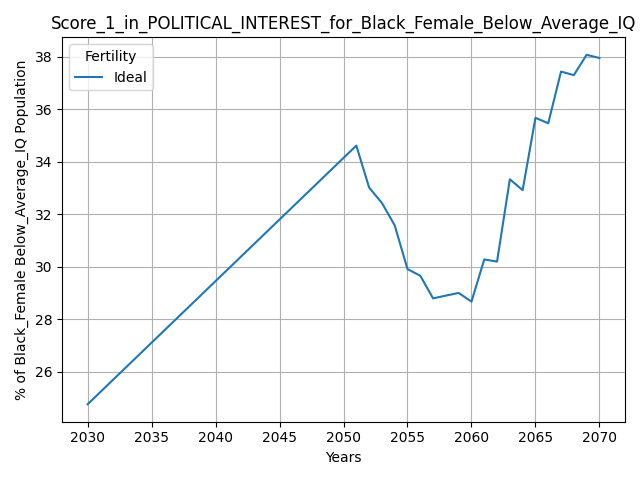 Score_1_in_POLITICAL_INTEREST_for_Black_Female_Below_Average_IQ
Fertility
Ideal
% of Black_Female Below_Average_IQ Population
38
36
34
32
30
28
26
2030 2035 2040 2045 2050 2055 2060 2065 2070
Years